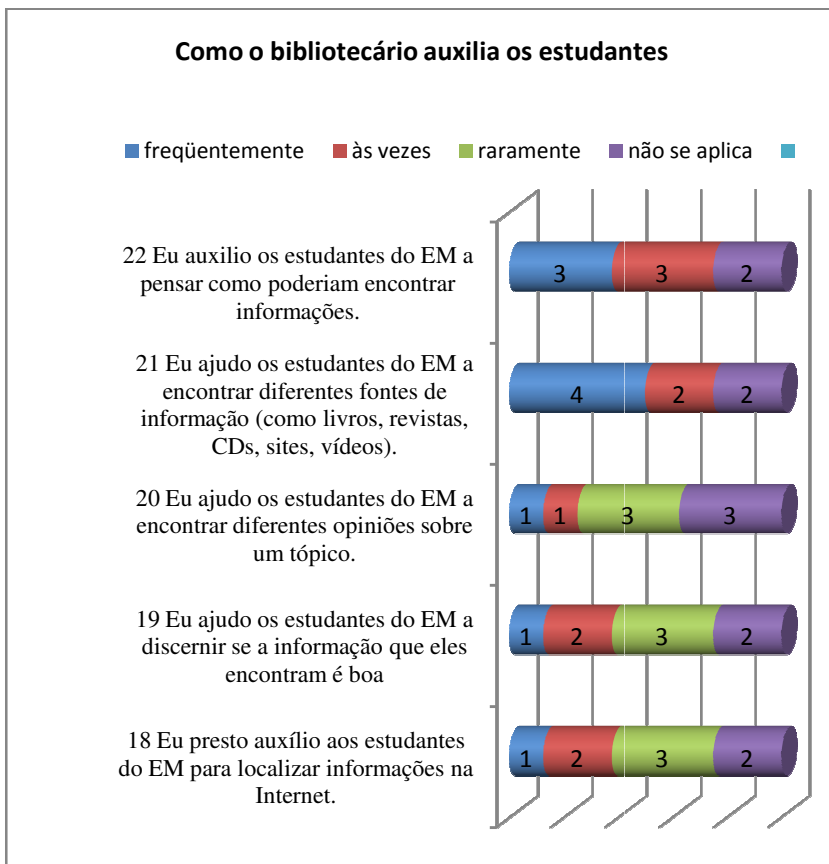 Como o bibliotecário auxilia os estudantes
freqüentemente às vezes raramente não se aplica
22 Eu auxilio os estudantes do EM a
pensar como poderiam encontrar
informações.
3 3 2
21 Eu ajudo os estudantes do EM a
encontrar diferentes fontes de
informação (como livros, revistas,
CDs, sites, vídeos).
4 2 2
20 Eu ajudo os estudantes do EM a
encontrar diferentes opiniões sobre
um tópico.
1 1 3 3
19 Eu ajudo os estudantes do EM a
discernir se a informação que eles
encontram é boa
1 2 3 2
18 Eu presto auxílio aos estudantes
do EM para localizar informações na
Internet.
1 2 3 2